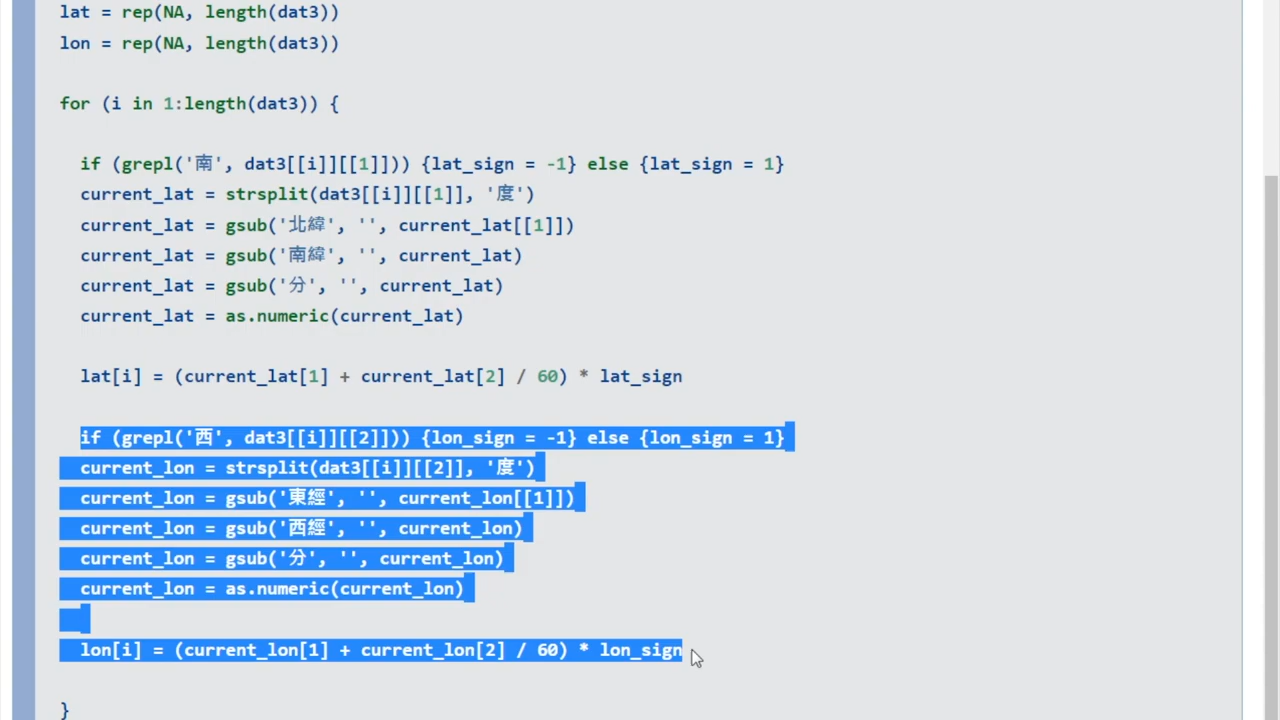 lat = rep(NA, length(dat3))
lon = rep(NA, length(dat3))
for (i in 1:length(dat3)) {
if (grepl('南', dat3[[i]][[1]])) {lat_sign = -1} else {lat_sign = 1}
current_lat = strsplit(dat3[[i]][[1]], '度')
current_lat = gsub('北緯', '', current_lat[[1]])
current_lat = gsub('南緯', '', current_lat)
current_lat = gsub('分', '', current_lat)
current_lat = as.numeric(current_lat)
lat[i] = (current_lat[1] + current_lat[2] / 60) * lat_sign
if (grepl('西', dat3[[i]][[2]])) {lon_sign = -1} else {lon_sign = 1}
current_lon = strsplit(dat3[[i]][[2]], '度')
current_lon = gsub('東經', '', current_lon[[1]])
current_lon = gsub('西經', '', current_lon)
current_lon = gsub('分', '', current_lon)
current_lon = as.numeric(current_lon)
lon[i] = (current_lon[1] + current_lon[2] / 60) * lon_sign
}